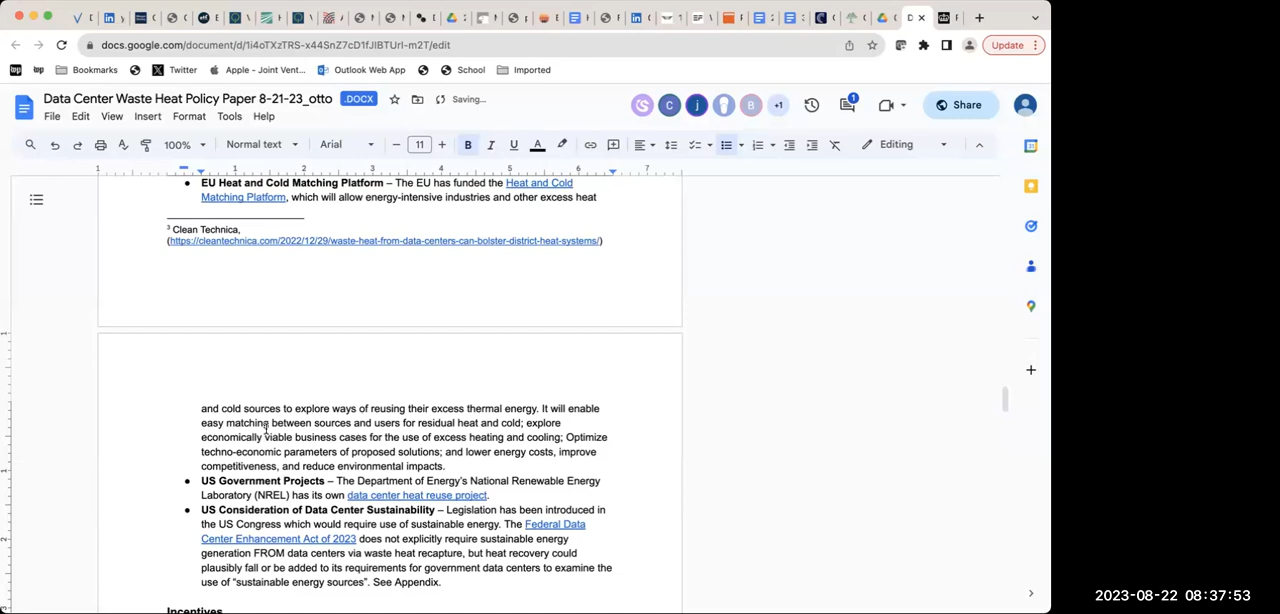 docs.google.com/document/d/1i4oTXzTRS-x44SnZ7cD1fJIBTUrI-m2T/edit
Update
Bookmarks
Twitter
Apple - Joint Vent...
Outlook Web App
School
Imported
Data Center Waste Heat Policy Paper 8-21-23_otto
.DOCX
Saving...
C
j
B
+1
1
Share
File Edit View Insert Format Tools Help
100%
Normal text
Arial
11
B I U A
Editing
1 1 2 3 4 5 6 7
EU Heat and Cold Matching Platform – The EU has funded the Heat and Cold
Matching Platform, which will allow energy-intensive industries and other excess heat
3 Clean Technica,
(https://cleantechnica.com/2022/12/29/waste-heat-from-data-centers-can-bolster-district-heat-systems/)
and cold sources to explore ways of reusing their excess thermal energy. It will enable
easy matching between sources and users for residual heat and cold; explore
economically viable business cases for the use of excess heating and cooling; Optimize
techno-economic parameters of proposed solutions; and lower energy costs, improve
competitiveness, and reduce environmental impacts.
US Government Projects – The Department of Energy's National Renewable Energy
Laboratory (NREL) has its own data center heat reuse project.
US Consideration of Data Center Sustainability – Legislation has been introduced in
the US Congress which would require use of sustainable energy. The Federal Data
Center Enhancement Act of 2023 does not explicitly require sustainable energy
generation FROM data centers via waste heat recapture, but heat recovery could
plausibly fall or be added to its requirements for government data centers to examine the
use of “sustainable energy sources”. See Appendix.
Incentives
2023-08-22 08:37:53